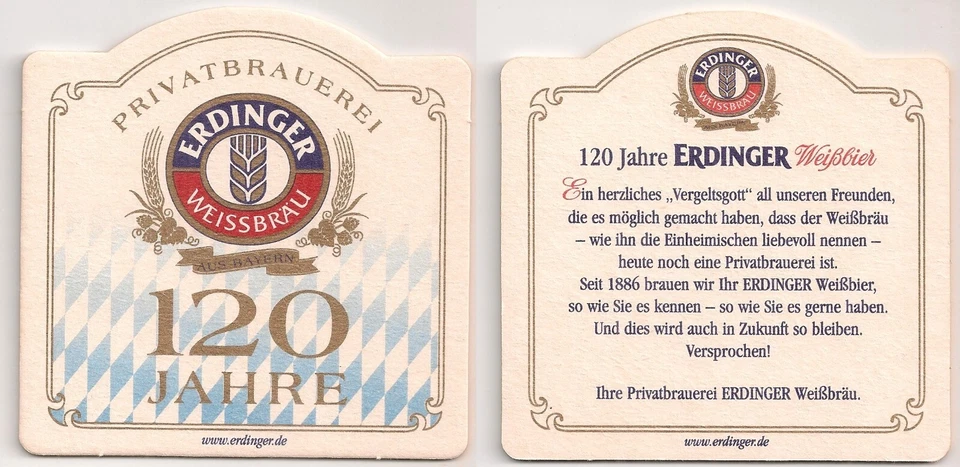 PRIVATBRAUEREI
ERDINGER
WEISSBRÄU
AUS BAYERN
120
JAHRE
www.erdinger.de
ERDINGER
WEISSBRÄU
AUS BAYERN
120 Jahre ERDINGER Weißbier
Ein herzliches „Vergeltsgott" all unseren Freunden,
die es möglich gemacht haben, dass der Weißbräu
– wie ihn die Einheimischen liebevoll nennen –
heute noch eine Privatbrauerei ist.
Seit 1886 brauen wir Ihr ERDINGER Weißbier,
so wie Sie es kennen – so wie Sie es gerne haben.
Und dies wird auch in Zukunft so bleiben.
Versprochen!
Ihre Privatbrauerei ERDINGER Weißbräu.
www.erdinger.de